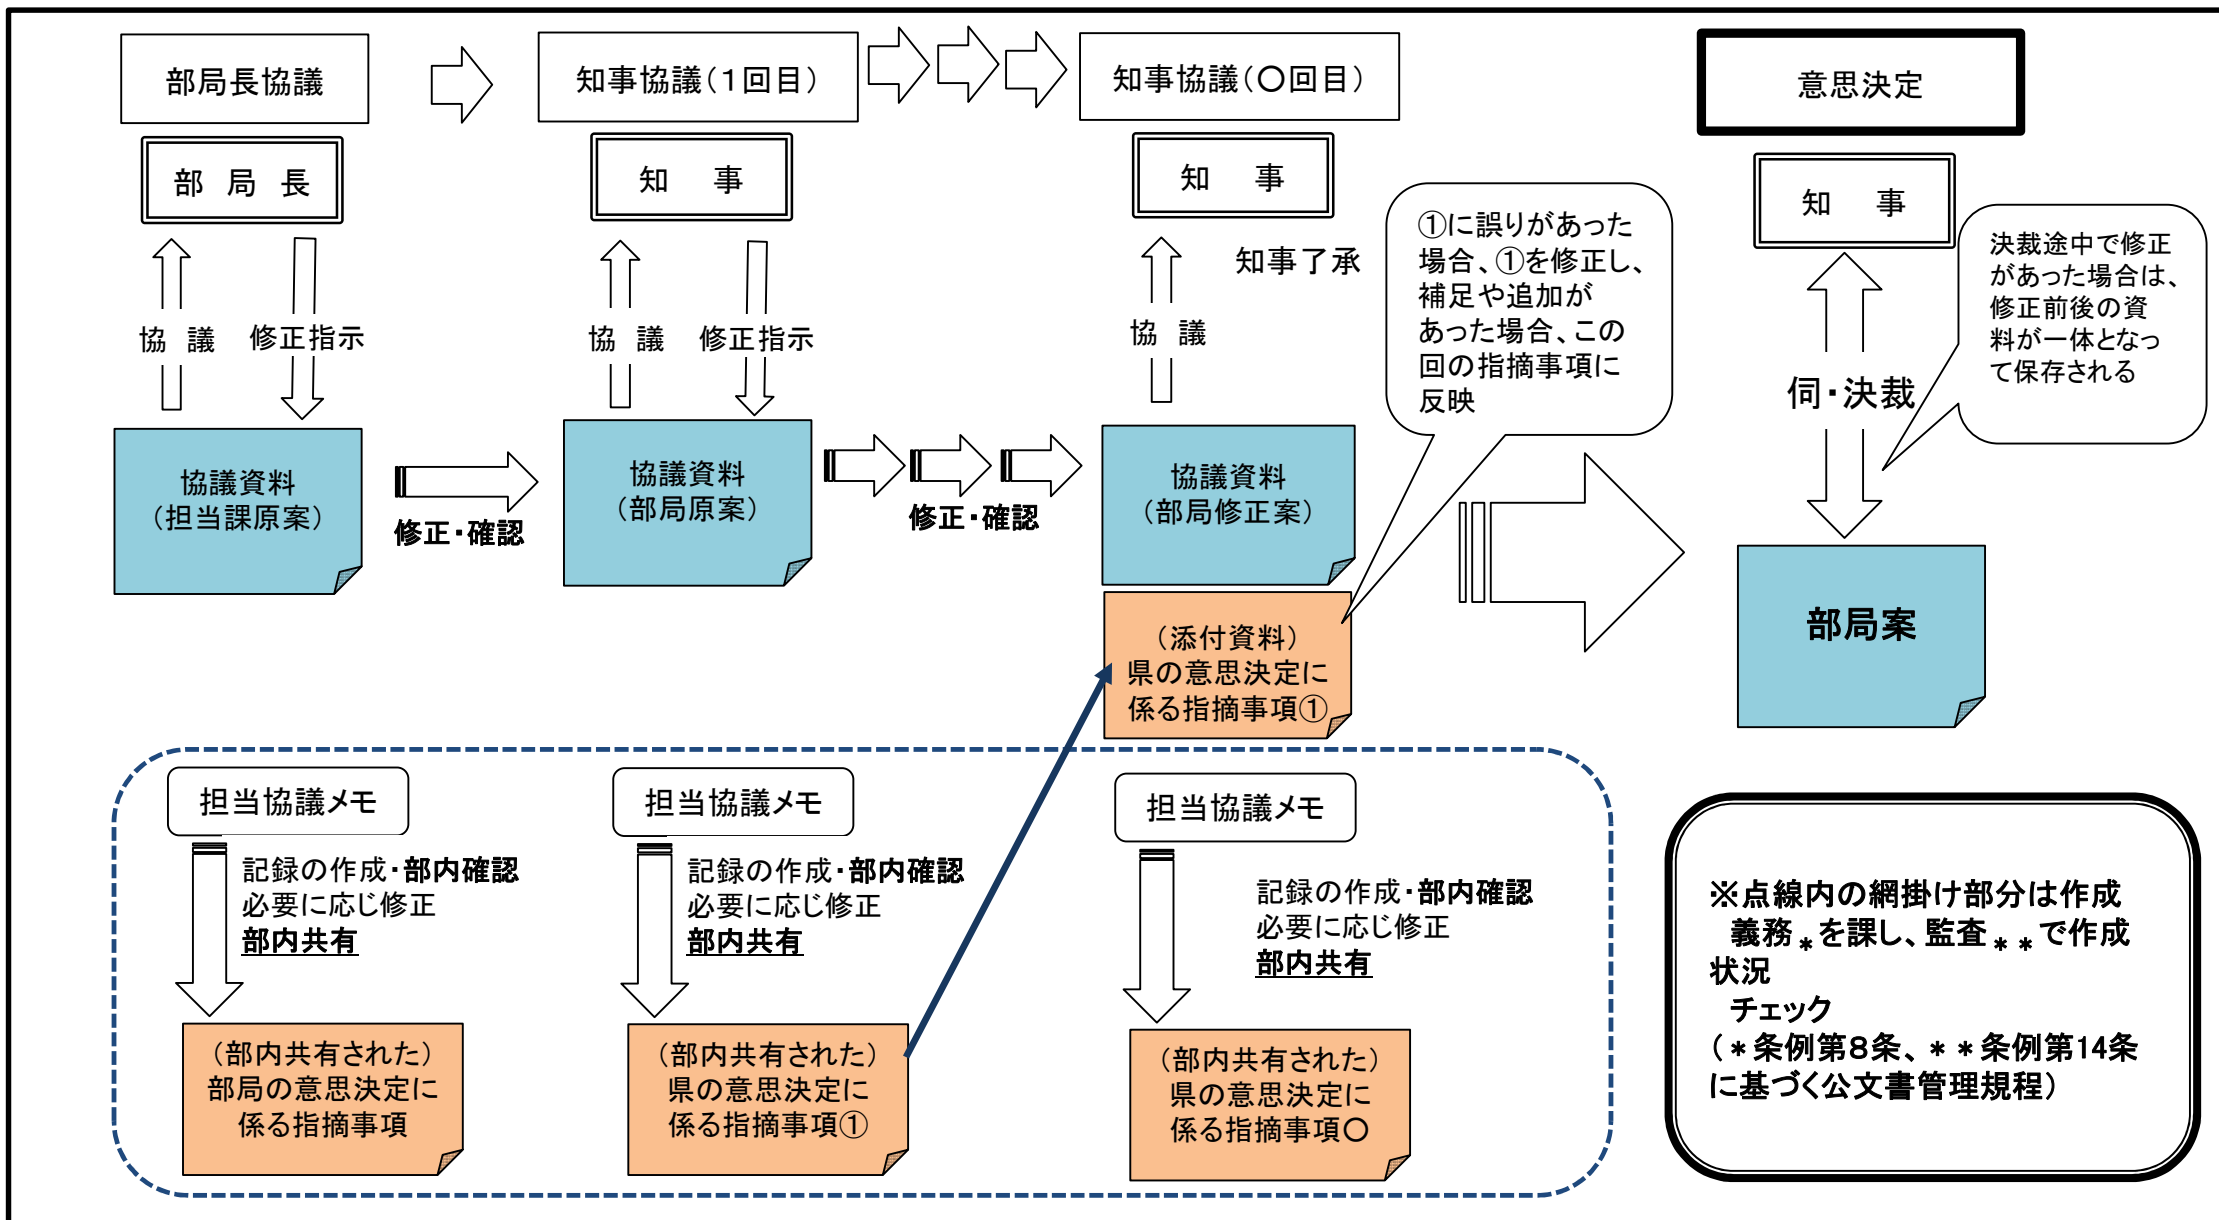 部局長協議
知事協議（１回目）
知事協議（〇回目）
意思決定
部　局　長
知　事
知　事
知　事
協　議
修正指示
協　議
修正指示
知事了承
協　議
①に誤りがあった
場合、①を修正し、
補足や追加が
あった場合、この
回の指摘事項に
反映
伺・決裁
決裁途中で修正
があった場合は、
修正前後の資
料が一体となっ
て保存される
協議資料
（担当課原案）
修正・確認
協議資料
（部局原案）
修正・確認
協議資料
（部局修正案）
（添付資料）
県の意思決定に
係る指摘事項①
部局案
担当協議メモ
記録の作成・部内確認
必要に応じ修正
部内共有
（部内共有された）
部局の意思決定に
係る指摘事項
担当協議メモ
記録の作成・部内確認
必要に応じ修正
部内共有
（部内共有された）
県の意思決定に
係る指摘事項①
担当協議メモ
記録の作成・部内確認
必要に応じ修正
部内共有
（部内共有された）
県の意思決定に
係る指摘事項〇
※点線内の網掛け部分は作成
義務＊を課し、監査＊＊で作成
状況
チェック
（＊条例第８条、＊＊条例第14条
に基づく公文書管理規程）